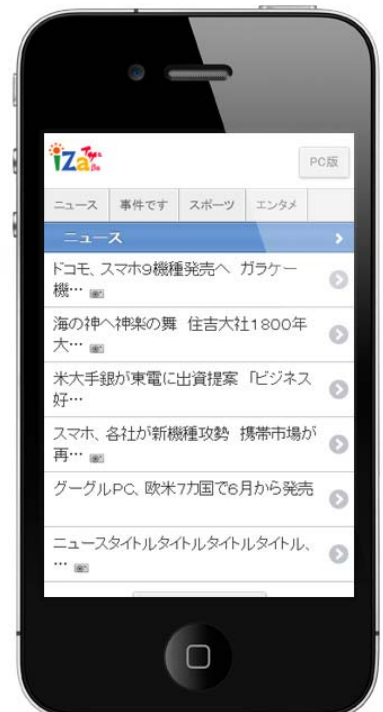 iza
PC版
ニュース 事件です スポーツ エンタメ
ニュース
ドコモ、スマホ9機種発売へ ガラケー
機…
海の神へ神楽の舞 住吉大社1800年
大…
米大手銀が東電に出資提案 「ビジネス
好…
スマホ、各社が新機種攻勢 携帯市場が
再…
グーグルPC、欧米7カ国で6月から発売
ニュースタイトルタイトルタイトルタイトル、
…